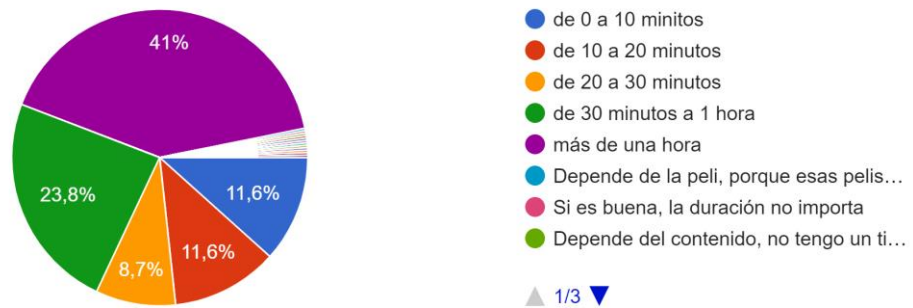 41%
23,8%
8,7%
11,6%
11,6%
de 0 a 10 minitos
de 10 a 20 minutos
de 20 a 30 minutos
de 30 minutos a 1 hora
más de una hora
Depende de la peli, porque esas pelis…
Si es buena, la duración no importa
Depende del contenido, no tengo un ti…
1/3